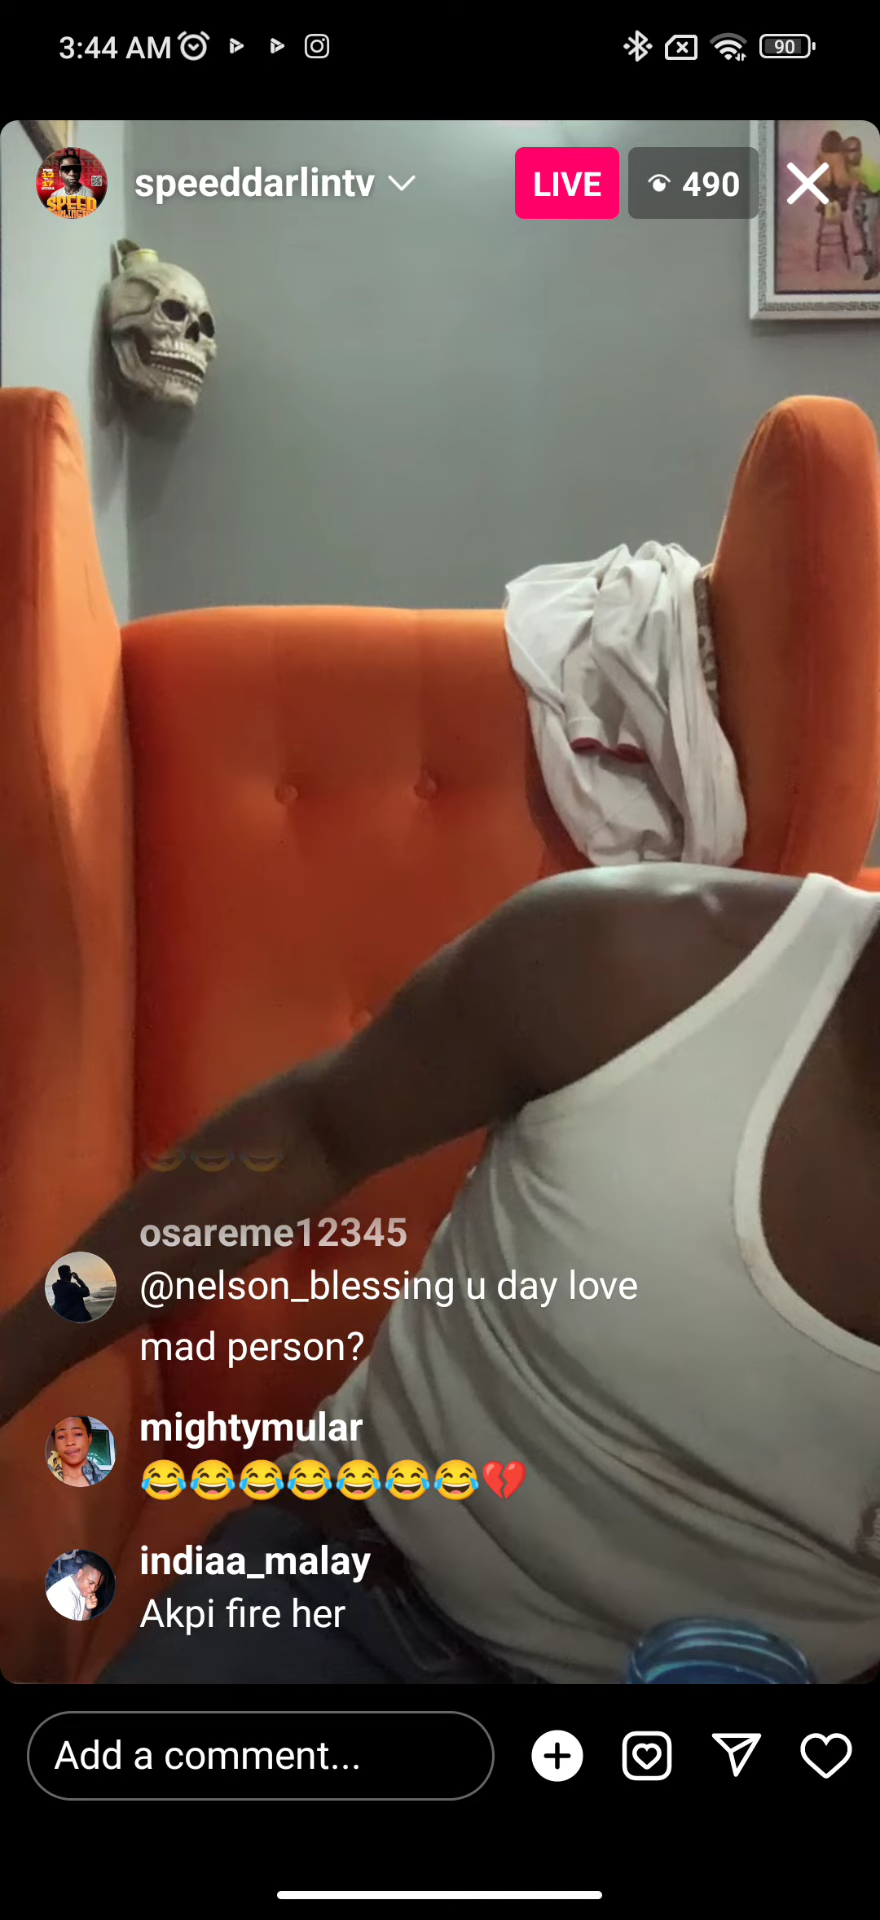 3:44 AM
90
speeddarlintv
LIVE
490
SPEED
osareme12345
@nelson_blessing u day love
mad person?
mightymular
😂😂😂😂😂😂😂💔
indiaa_malay
Akpi fire her
Add a comment...